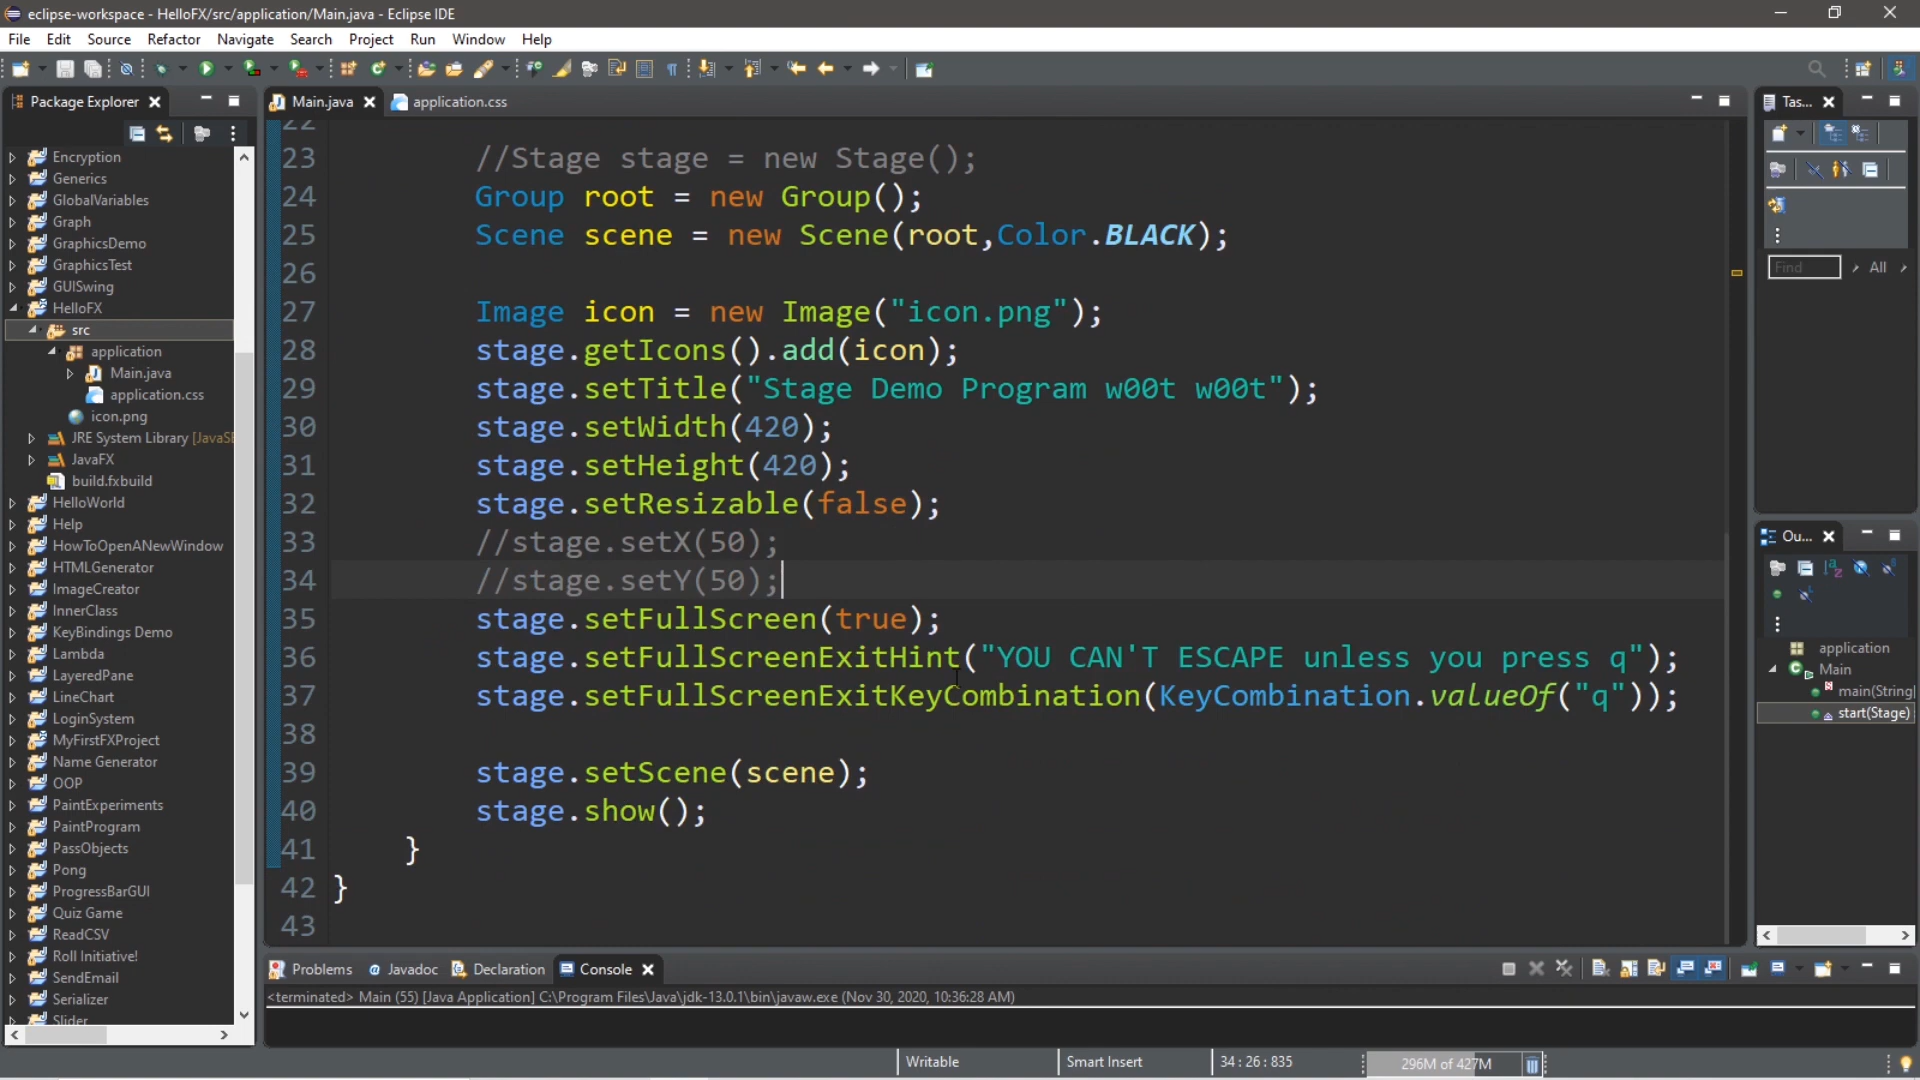 eclipse-workspace - HelloFX/src/application/Main.java - Eclipse IDE
File Edit Source Refactor Navigate Search Project Run Window Help
Package Explorer
Encryption
Generics
GlobalVariables
Graph
GraphicsDemo
GraphicsTest
GUISwing
HelloFX
src
application
Main.java
application.css
icon.png
JRE System Library [JavaSE
JavaFX
build.fxbuild
HelloWorld
Help
HowToOpenANewWindow
HTMLGenerator
ImageCreator
InnerClass
KeyBindings Demo
Lambda
LayeredPane
LineChart
LoginSystem
MyFirstFXProject
Name Generator
OOP
PaintExperiments
PaintProgram
PassObjects
Pong
ProgressBarGUI
Quiz Game
ReadCSV
Roll Initiative!
SendEmail
Serializer
Slider
Main.java application.css
22
23 //Stage stage = new Stage();
24 Group root = new Group();
25 Scene scene = new Scene(root,Color.BLACK);
26
27 Image icon = new Image("icon.png");
28 stage.getIcons().add(icon);
29 stage.setTitle("Stage Demo Program w00t w00t");
30 stage.setWidth(420);
31 stage.setHeight(420);
32 stage.setResizable(false);
33 //stage.setX(50);
34 //stage.setY(50);
35 stage.setFullScreen(true);
36 stage.setFullScreenExitHint("YOU CAN'T ESCAPE unless you press q");
37 stage.setFullScreenExitKeyCombination(KeyCombination.valueOf("q"));
38
39 stage.setScene(scene);
40 stage.show();
41 }
42 }
43
Tas...
Find All
Ou...
application
Main
main(String[
start(Stage)
Problems Javadoc Declaration Console
<terminated> Main (55) [Java Application] C:\Program Files\Java\jdk-13.0.1\bin\javaw.exe (Nov 30, 2020, 10:36:28 AM)
Writable Smart Insert 34 : 26 : 835 296M of 427M